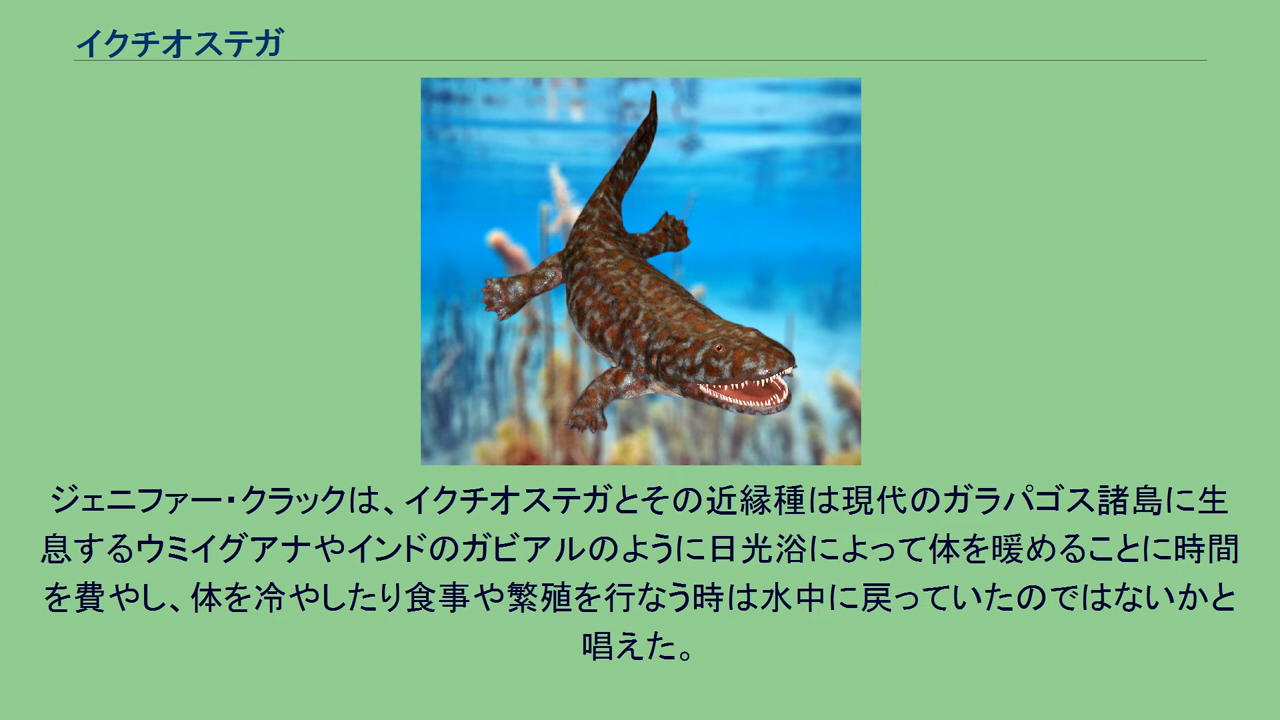 イクチオステガ
ジェニファー・クラックは、イクチオステガとその近縁種は現代のガラパゴス諸島に生
息するウミイグアナやインドのガビアルのように日光浴によって体を暖めることに時間
を費やし、体を冷やしたり食事や繁殖を行なう時は水中に戻っていたのではないかと
唱えた。